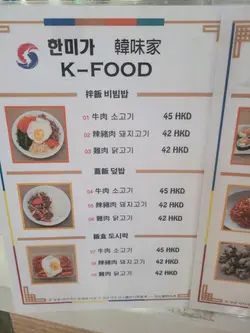 한미가 韓味家
K-FOOD
拌飯 비빔밥
01 牛肉 소고기 45 HKD
02 辣豬肉 돼지고기 42 HKD
03 雞肉 닭고기 42 HKD
蓋飯 덮밥
04 牛肉 소고기 45 HKD
05 辣豬肉 돼지고기 42 HKD
06 雞肉 닭고기 42 HKD
飯盒 도시락
07 牛肉 소고기 45 HKD
08 辣豬肉 돼지고기 42 HKD
雞肉 닭고기 42 HKD